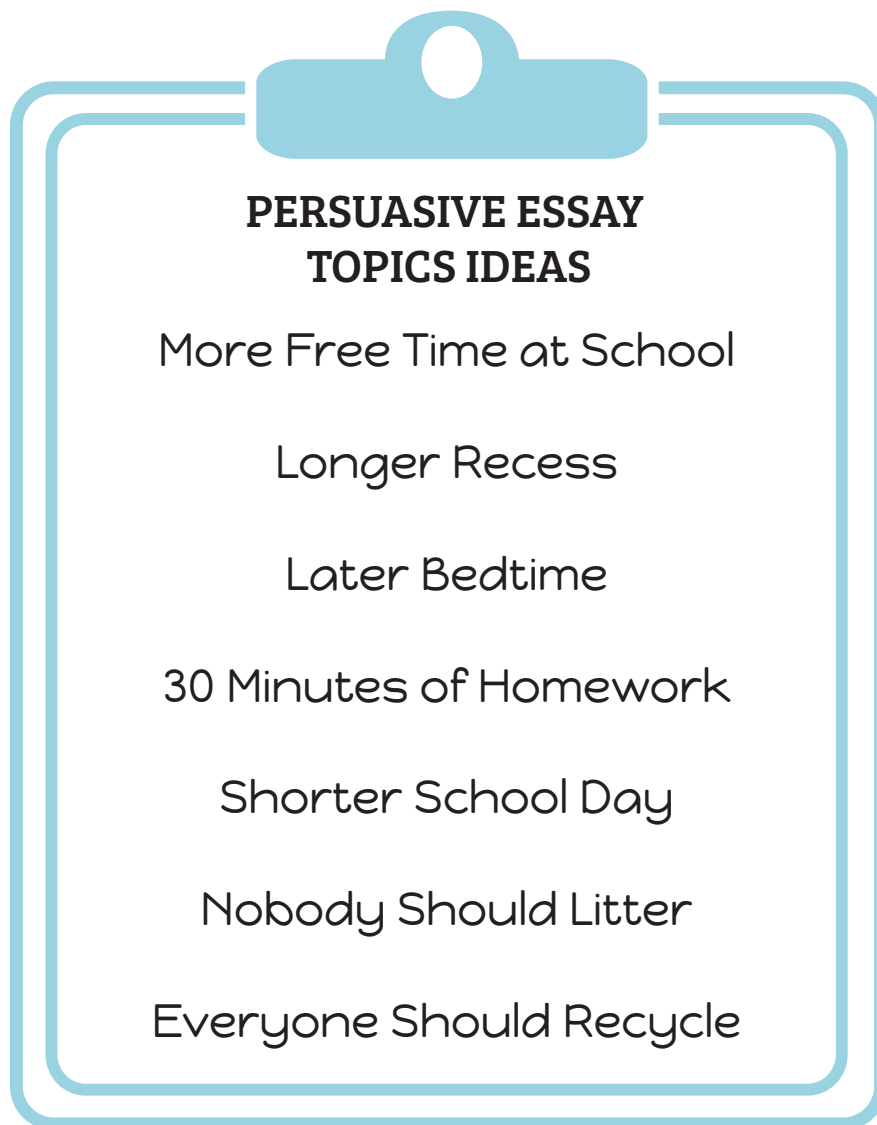 PERSUASIVE ESSAY
TOPICS IDEAS
More Free Time at School
Longer Recess
Later Bedtime
30 Minutes of Homework
Shorter School Day
Nobody Should Litter
Everyone Should Recycle